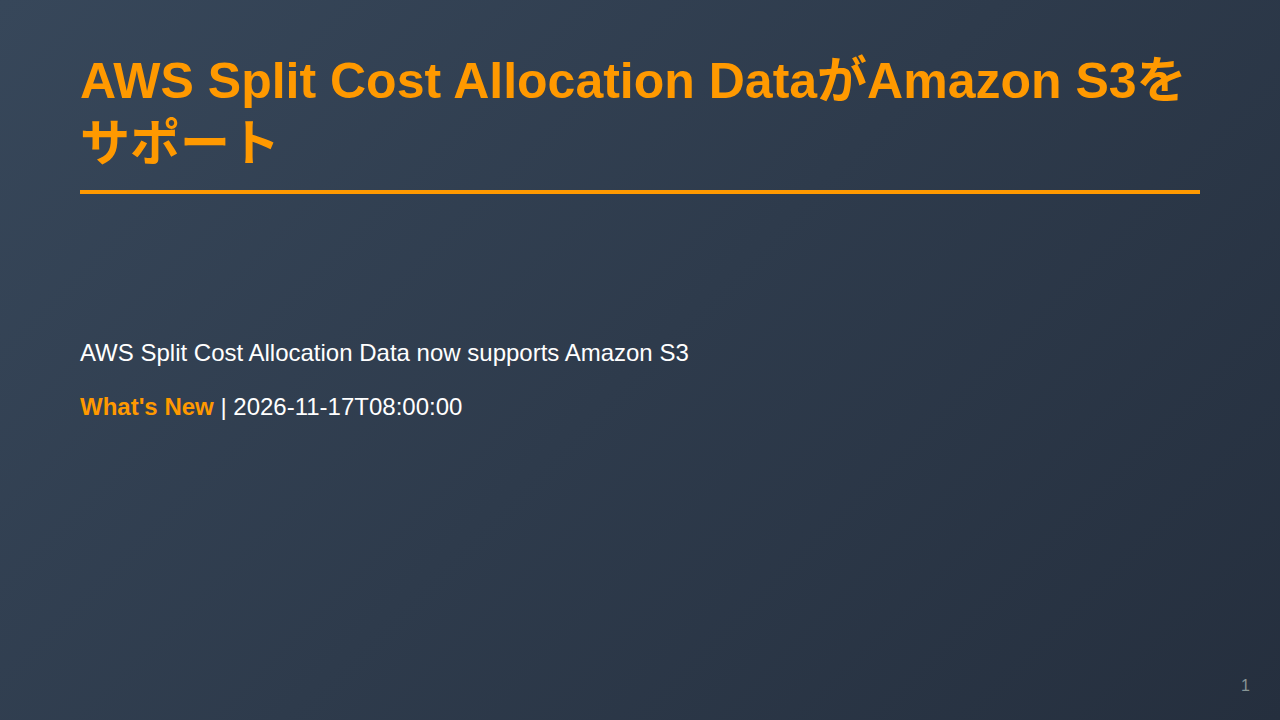 AWS Split Cost Allocation DataがAmazon S3を
サポート
AWS Split Cost Allocation Data now supports Amazon S3
What's New | 2026-11-17T08:00:00
1